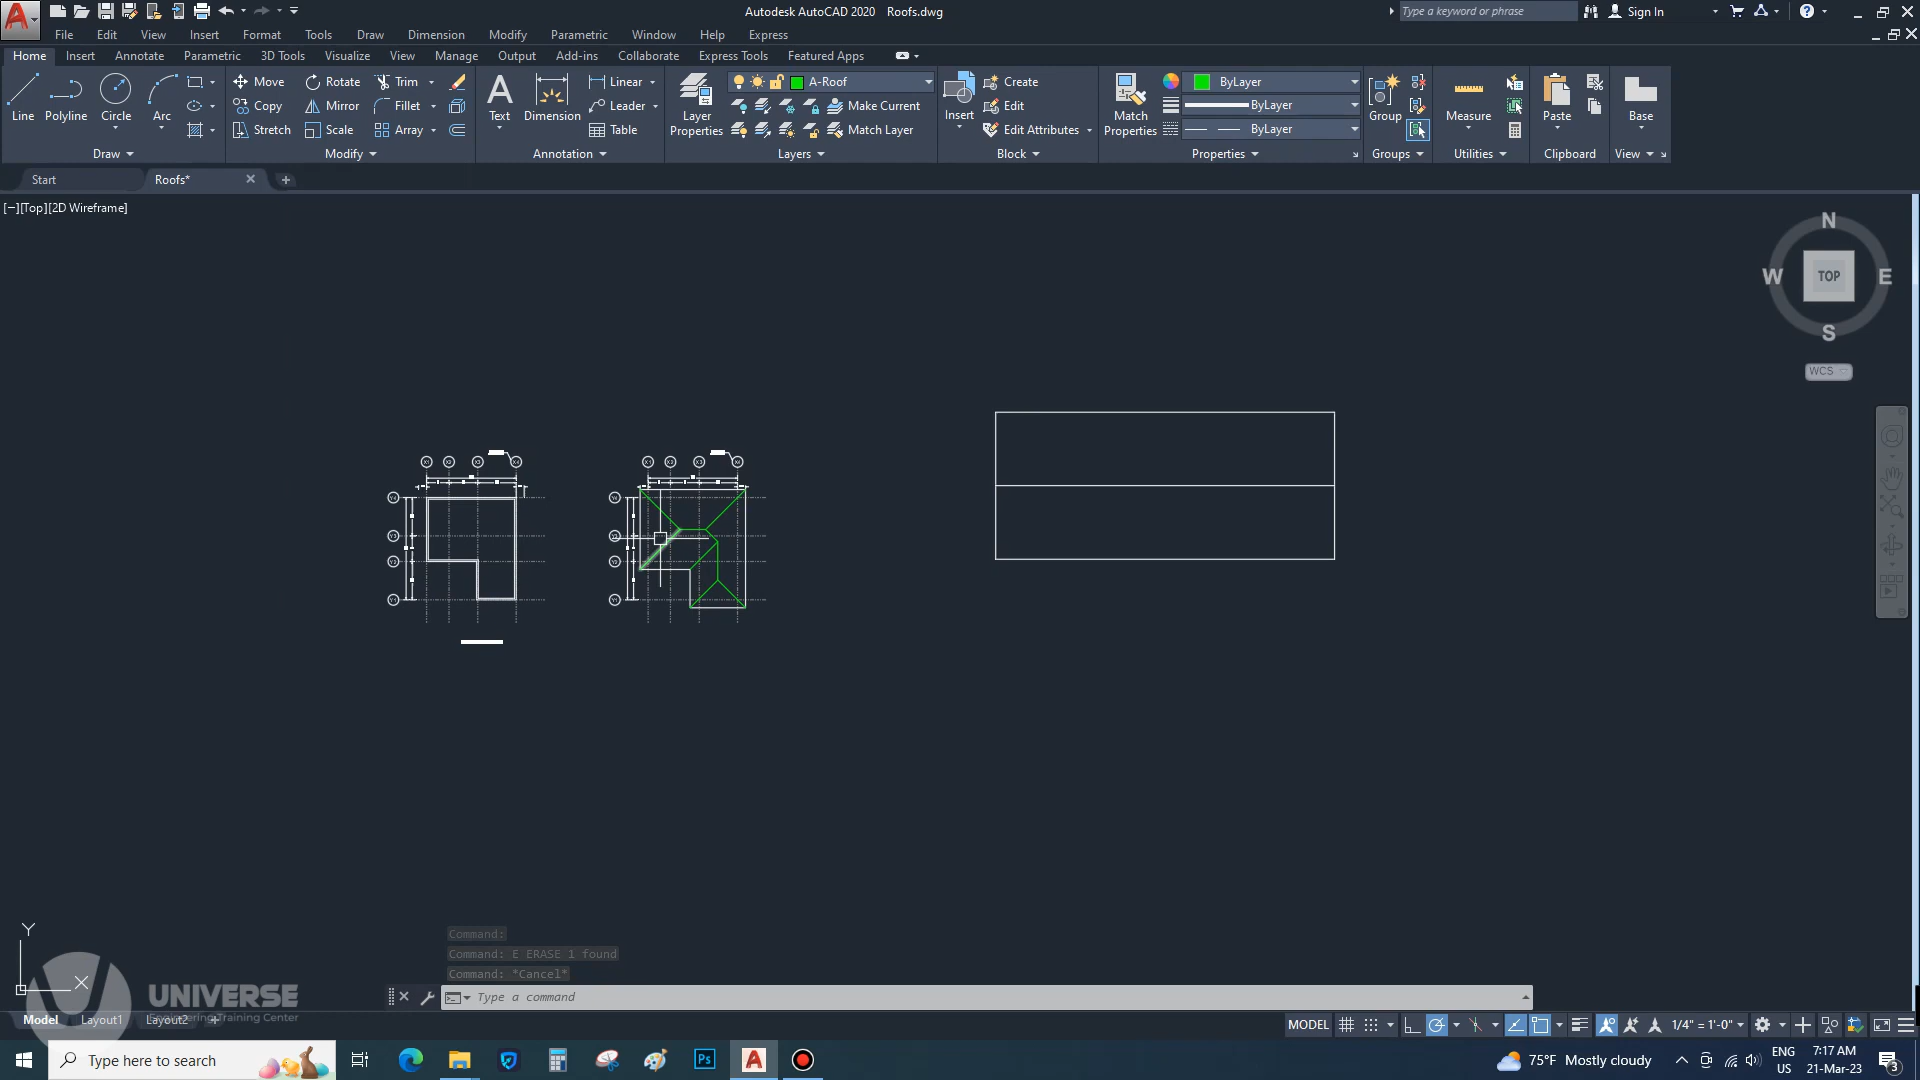 Autodesk AutoCAD 2020 Roofs.dwg
Type a keyword or phrase
Sign In
File Edit View Insert Format Tools Draw Dimension Modify Parametric Window Help Express
Home Insert Annotate Parametric 3D Tools Visualize View Manage Output Add-ins Collaborate Express Tools Featured Apps
Line Polyline Circle Arc
Draw
Move Rotate Trim
Copy Mirror Fillet
Stretch Scale Array
Modify
Text Dimension
Linear
Leader
Table
Annotation
Layer Properties
A-Roof
Make Current
Match Layer
Layers
Insert
Create
Edit
Edit Attributes
Block
Match Properties
ByLayer
ByLayer
ByLayer
Properties
Group
Groups
Measure
Utilities
Paste
Clipboard
Base
View
Start Roofs*
[−][Top][2D Wireframe]
N
W TOP E
S
WCS
Y
X
UNIVERSE
Engineering Training Center
Command:
Command: E ERASE 1 found
Command: *Cancel*
Type a command
Model Layout1 Layout2
MODEL
1/4" = 1'-0"
Type here to search
75°F Mostly cloudy
ENG
US
7:17 AM
21-Mar-23
3